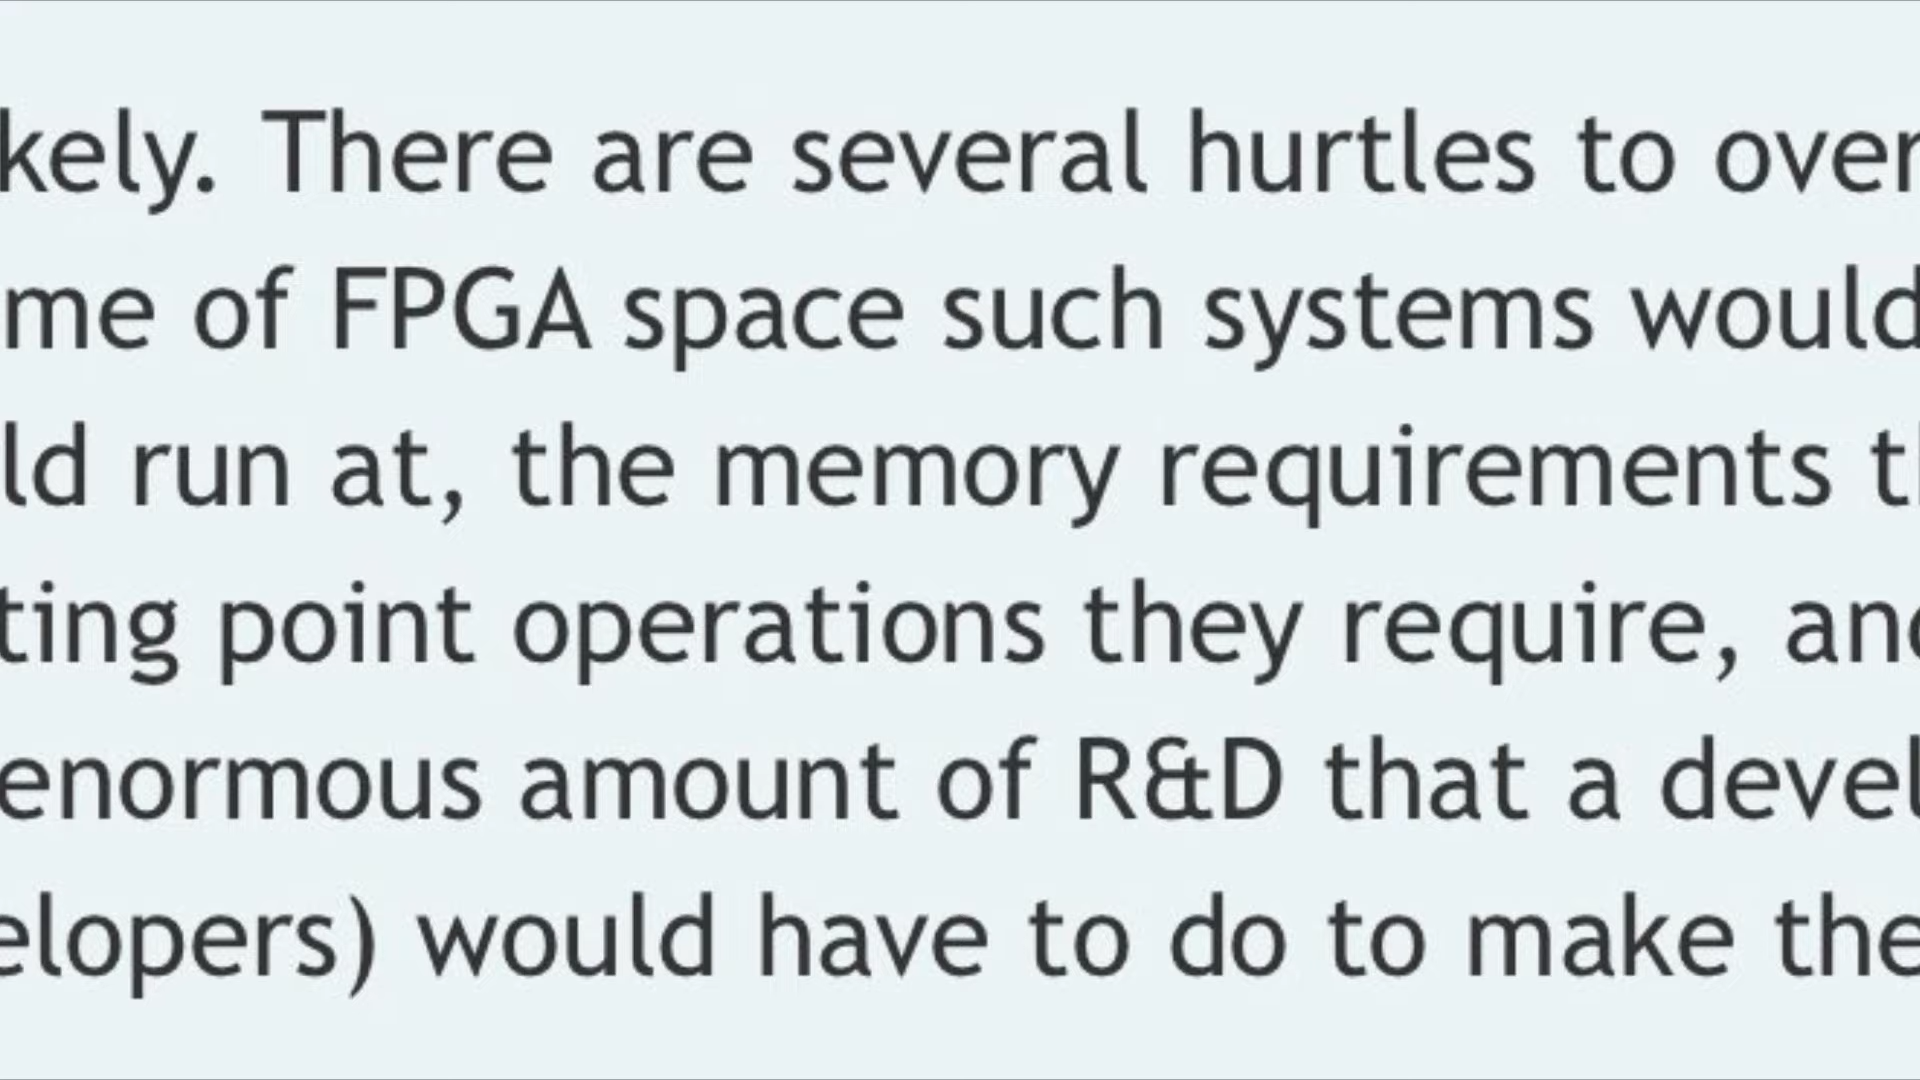 kely. There are several hurtles to over
me of FPGA space such systems would
ld run at, the memory requirements th
ting point operations they require, and
enormous amount of R&D that a devel
elopers) would have to do to make the